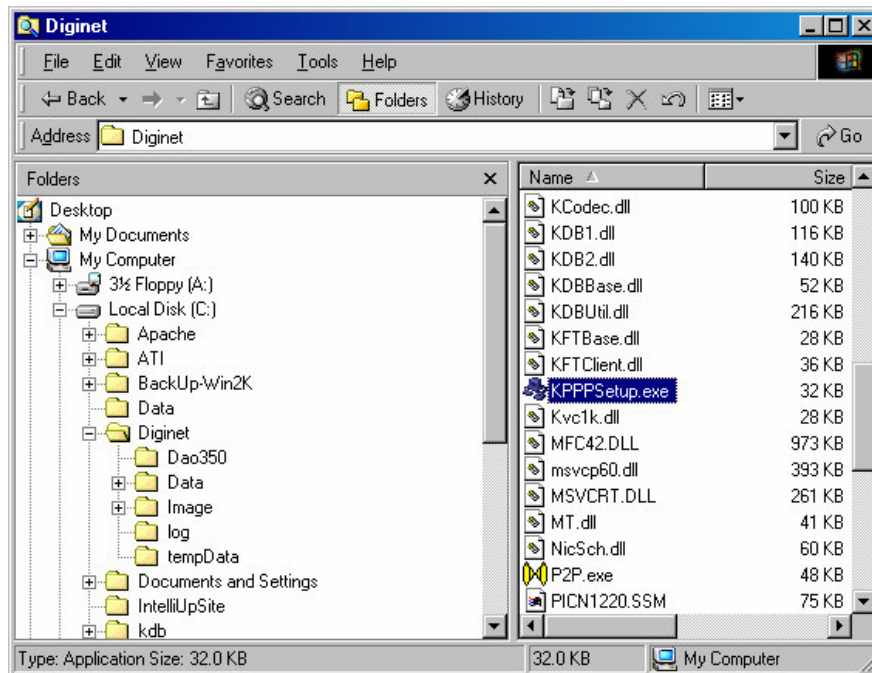 Diginet
File Edit View Favorites Tools Help
Back Search Folders History
Address Diginet Go
Folders
Desktop
My Documents
My Computer
3½ Floppy (A:)
Local Disk (C:)
Apache
ATI
BackUp-Win2K
Data
Diginet
Dao350
Data
Image
log
tempData
Documents and Settings
IntelliUpSite
kdb
Name Size
KCodec.dll 100 KB
KDB1.dll 116 KB
KDB2.dll 140 KB
KDBBase.dll 52 KB
KDBUtil.dll 216 KB
KFTBase.dll 28 KB
KFTClient.dll 36 KB
KPPPSetup.exe 32 KB
Kvc1k.dll 28 KB
MFC42.DLL 973 KB
msvcp60.dll 393 KB
MSVCRT.DLL 261 KB
MT.dll 41 KB
NicSch.dll 60 KB
P2P.exe 48 KB
PICN1220.SSM 75 KB
Type: Application Size: 32.0 KB 32.0 KB My Computer